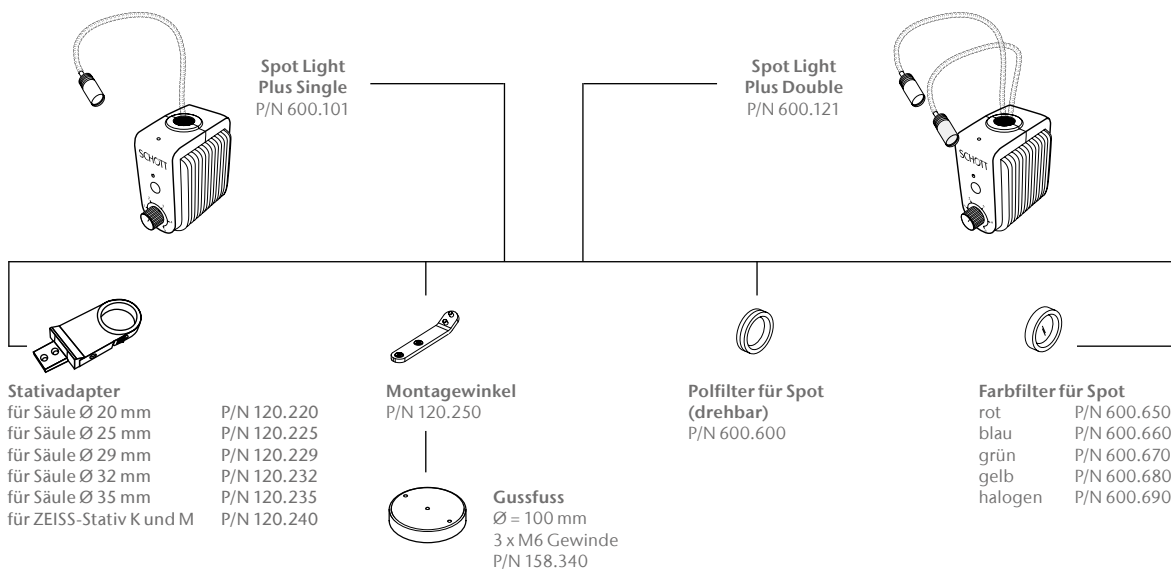 Spot Light
Plus Single
P/N 600.101
SCHOTT
Spot Light
Plus Double
P/N 600.121
SCHOTT
Stativadapter
für Säule Ø 20 mm P/N 120.220
für Säule Ø 25 mm P/N 120.225
für Säule Ø 29 mm P/N 120.229
für Säule Ø 32 mm P/N 120.232
für Säule Ø 35 mm P/N 120.235
für ZEISS-Stativ K und M P/N 120.240
Montagewinkel
P/N 120.250
Gussfuss
Ø = 100 mm
3 x M6 Gewinde
P/N 158.340
Polfilter für Spot
(drehbar)
P/N 600.600
Farbfilter für Spot
rot P/N 600.650
blau P/N 600.660
grün P/N 600.670
gelb P/N 600.680
halogen P/N 600.690